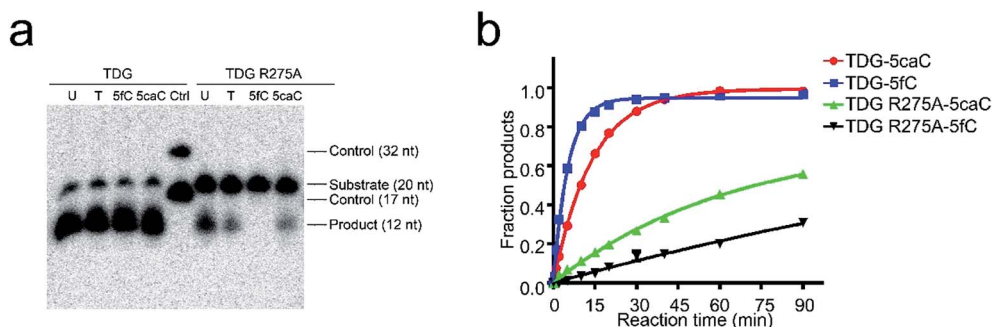 a
TDG
TDG R275A
U T 5fC 5caC Ctrl U T 5fC 5caC
Control (32 nt)
Substrate (20 nt)
Control (17 nt)
Product (12 nt)
b
TDG-5caC
TDG-5fC
TDG R275A-5caC
TDG R275A-5fC
Fraction products
1.0
0.8
0.6
0.4
0.2
0.0
0 15 30 45 60 75 90
Reaction time (min)